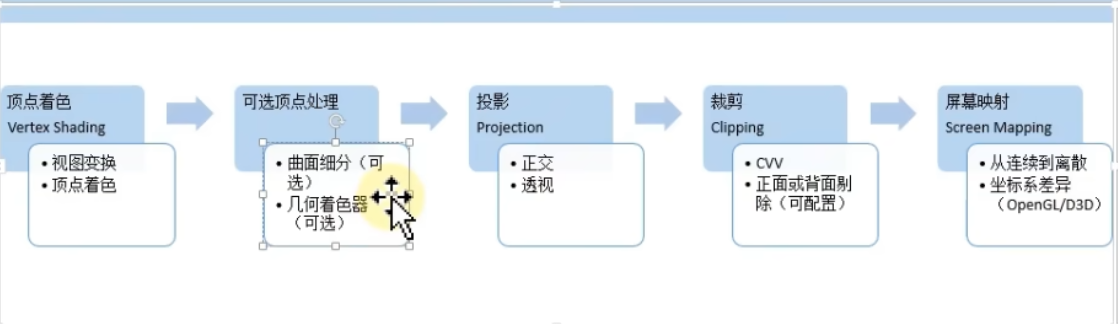 顶点着色
Vertex Shading
• 视图变换
• 顶点着色
可选顶点处理
• 曲面细分（可
选）
• 几何着色器
（可选）
投影
Projection
• 正交
• 透视
裁剪
Clipping
• CVV
• 正面或背面剔
除（可配置）
屏幕映射
Screen Mapping
• 从连续到离散
• 坐标系差异
（OpenGL/D3D）